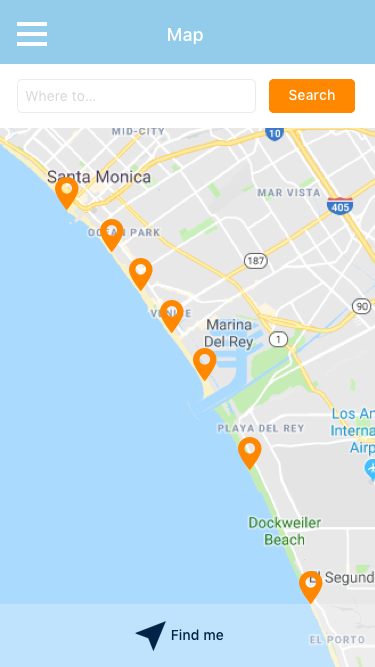 Map
Where to...
Search
MID-CITY
10
Santa Monica
MAR VISTA
405
OCEAN PARK
187
90
VENICE
Marina
Del Rey
1
PLAYA DEL REY
Los An
Interna
Airp
Dockweiler
Beach
El Segund
EL PORTO
Find me